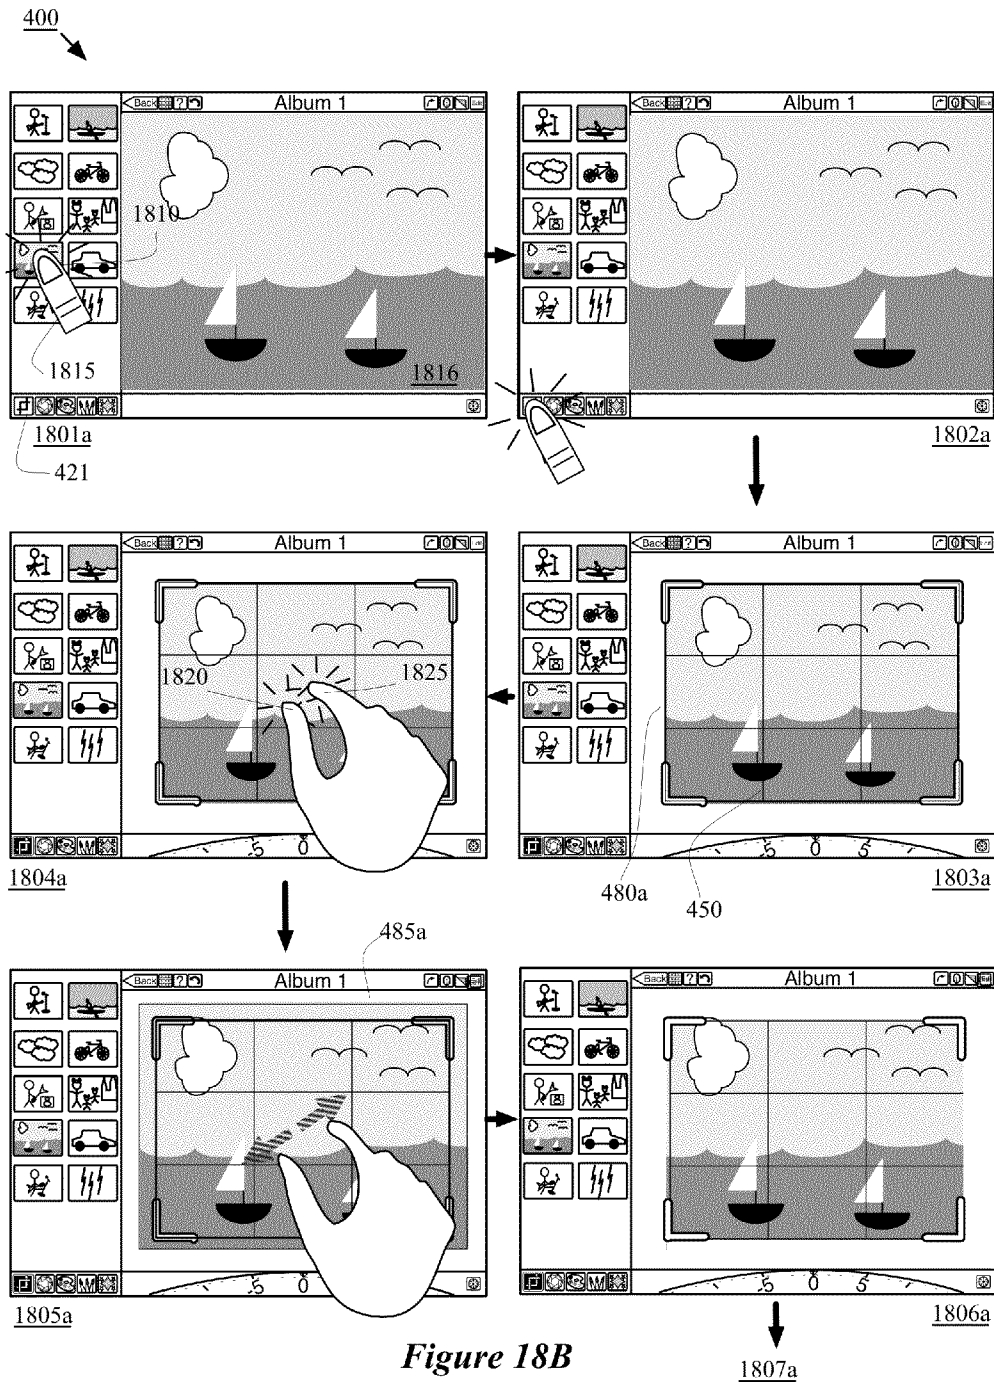 400
Back ? Album 1
Back ? Album 1
1810
1815
1816
1801a
1802a
421
Back ? Album 1
Back ? Album 1
1820
1825
-5 0
-5 0 5
1804a
480a
450
1803a
485a
Back ? Album 1
Back ? Album 1
-5 0
-5 0 5
1805a
1806a
Figure 18B
1807a